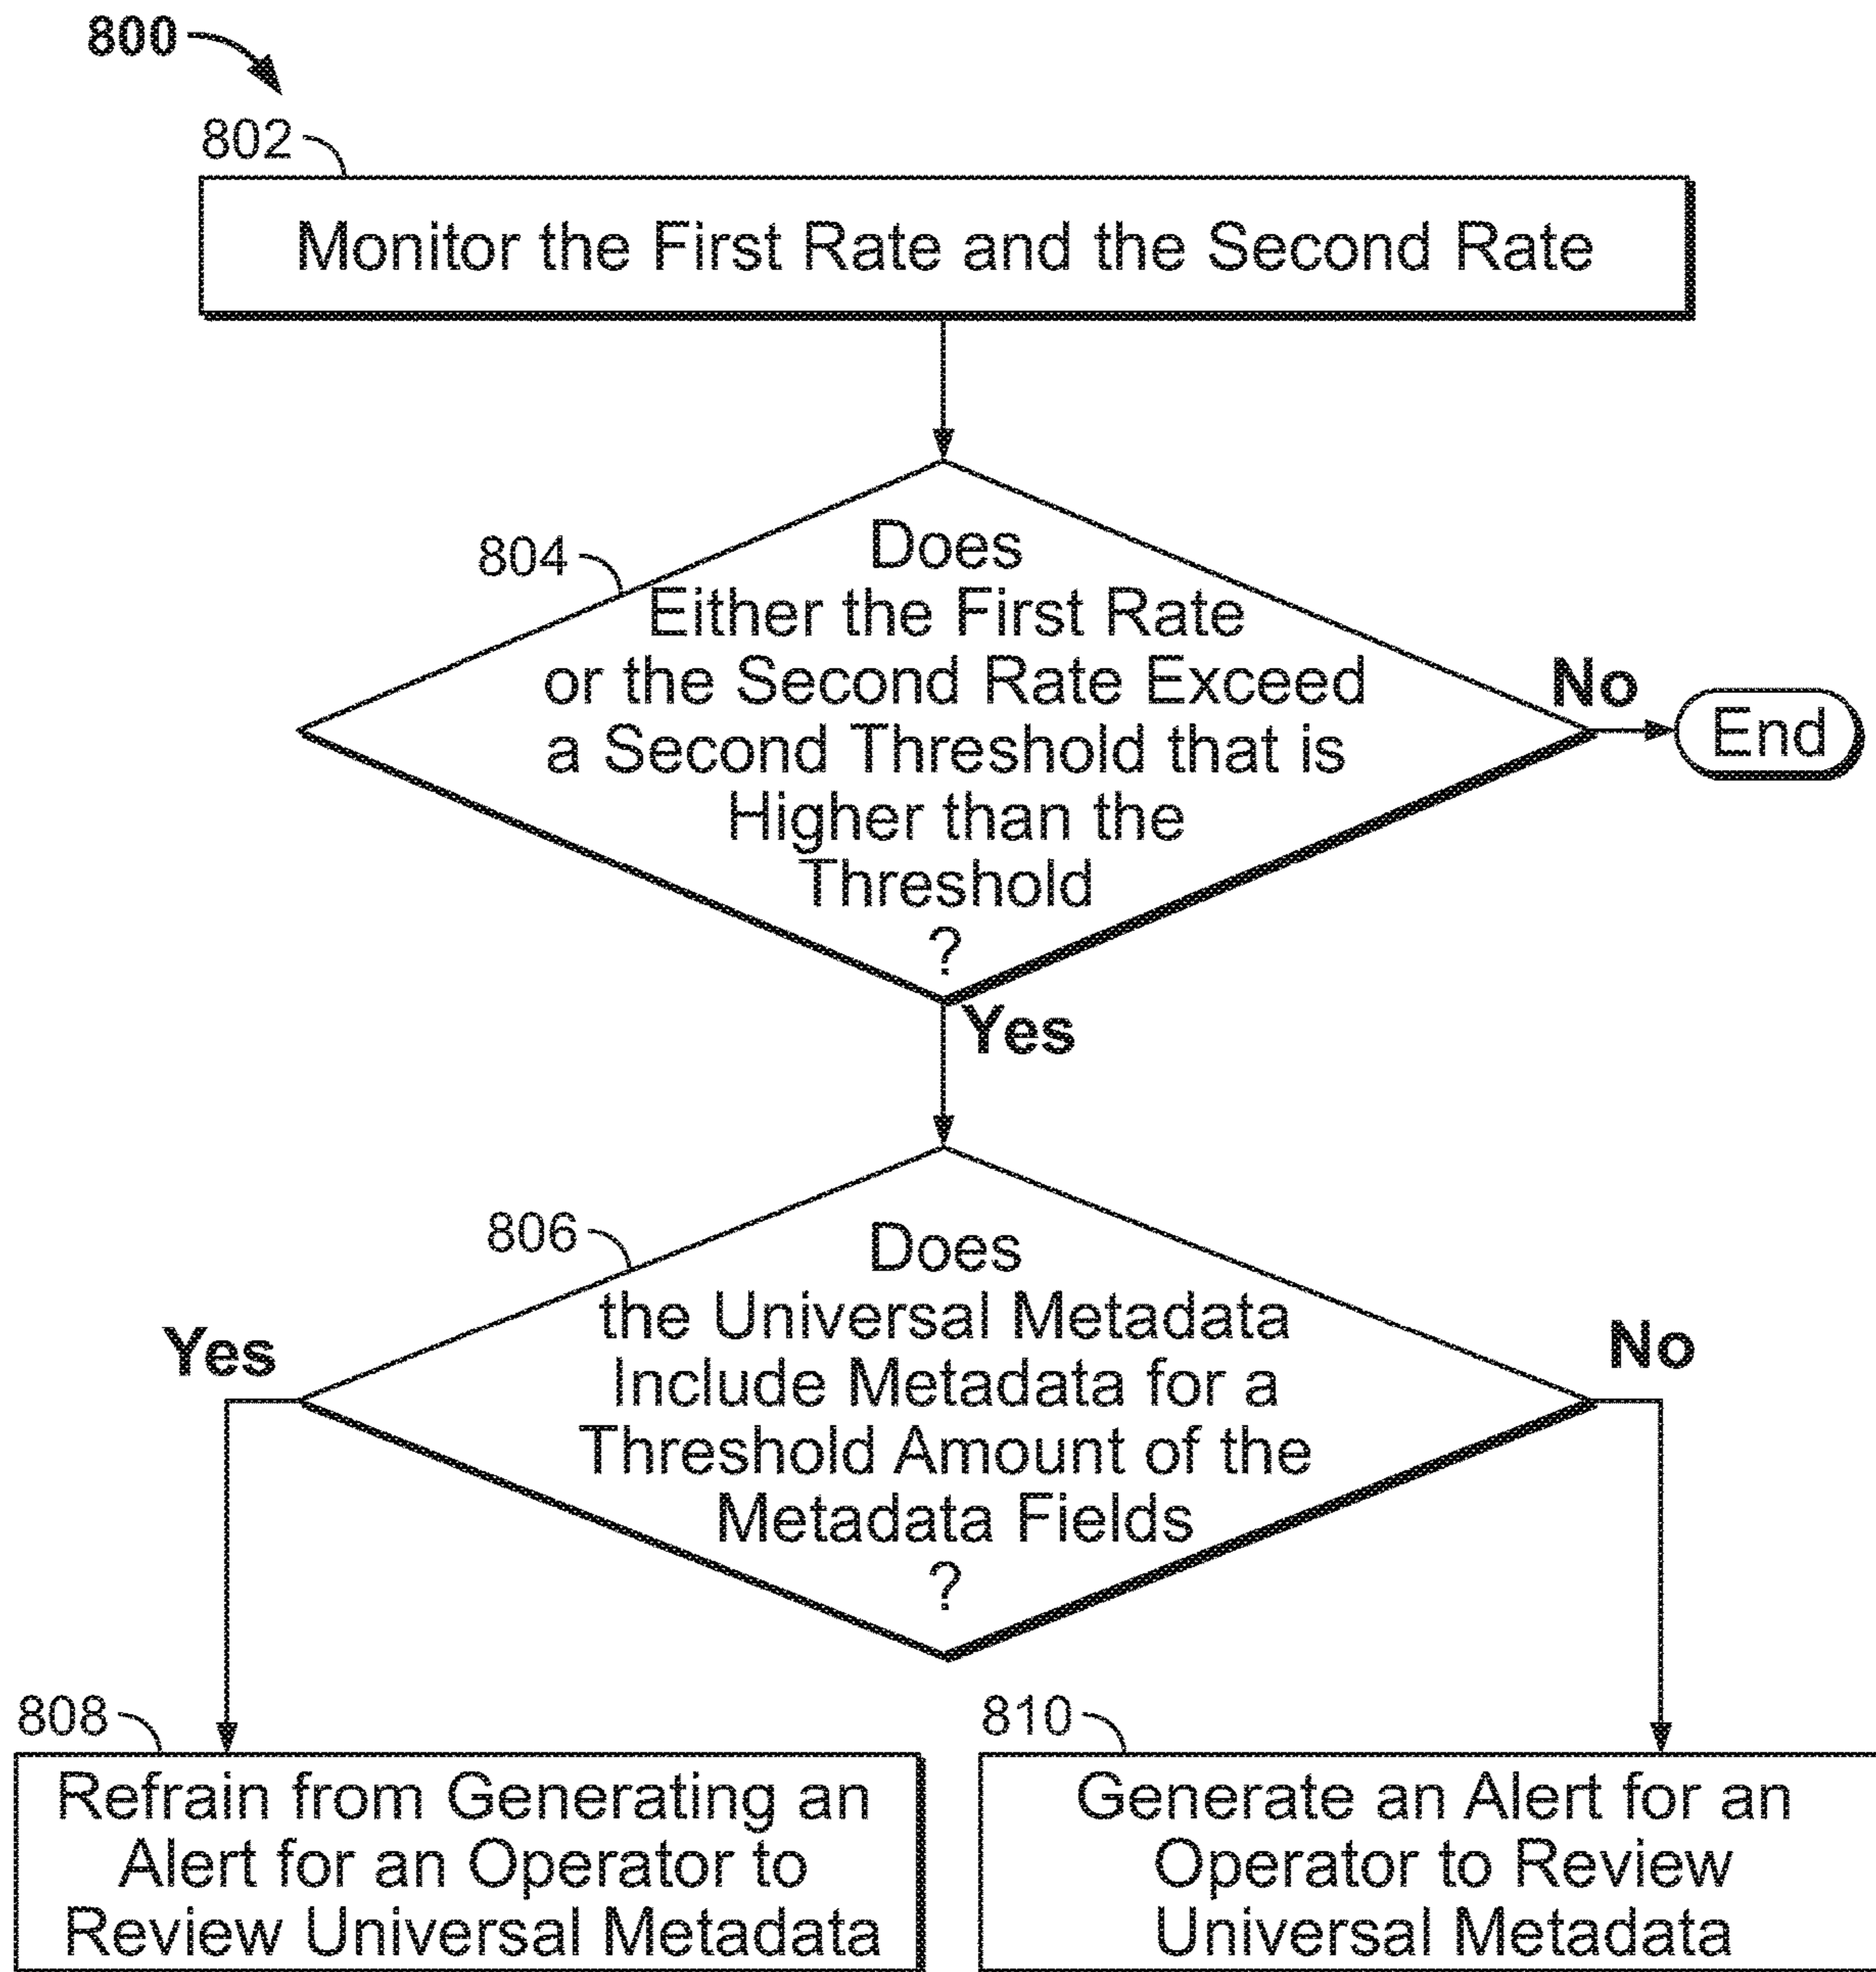 800
802
Monitor the First Rate and the Second Rate
804
Does
Either the First Rate
or the Second Rate Exceed
a Second Threshold that is
Higher than the
Threshold
?
No
End
Yes
806
Does
the Universal Metadata
Include Metadata for a
Threshold Amount of the
Metadata Fields
?
Yes
No
808
Refrain from Generating an
Alert for an Operator to
Review Universal Metadata
810
Generate an Alert for an
Operator to Review
Universal Metadata